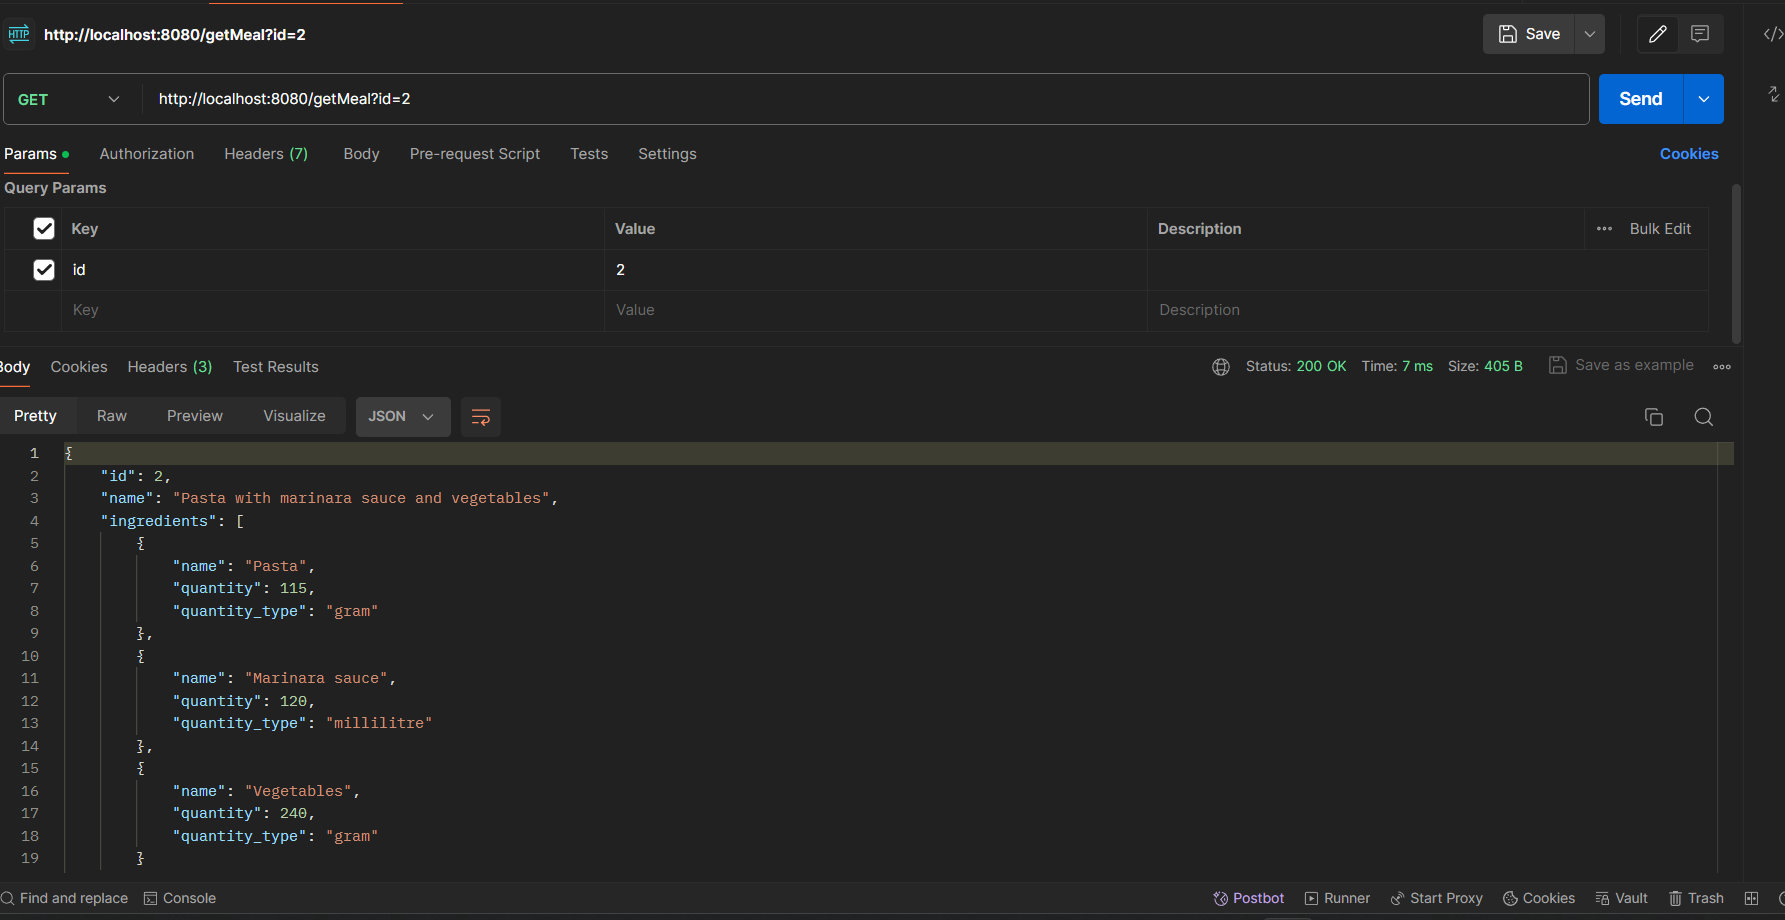 HTTP http://localhost:8080/getMeal?id=2 Save
GET http://localhost:8080/getMeal?id=2 Send
Params Authorization Headers (7) Body Pre-request Script Tests Settings Cookies
Query Params
Key Value Description Bulk Edit
id 2
Key Value Description
Body Cookies Headers (3) Test Results Status: 200 OK Time: 7 ms Size: 405 B Save as example
Pretty Raw Preview Visualize JSON
1 {
2 "id": 2,
3 "name": "Pasta with marinara sauce and vegetables",
4 "ingredients": [
5 {
6 "name": "Pasta",
7 "quantity": 115,
8 "quantity_type": "gram"
9 },
10 {
11 "name": "Marinara sauce",
12 "quantity": 120,
13 "quantity_type": "millilitre"
14 },
15 {
16 "name": "Vegetables",
17 "quantity": 240,
18 "quantity_type": "gram"
19 }
Find and replace Console Postbot Runner Start Proxy Cookies Vault Trash